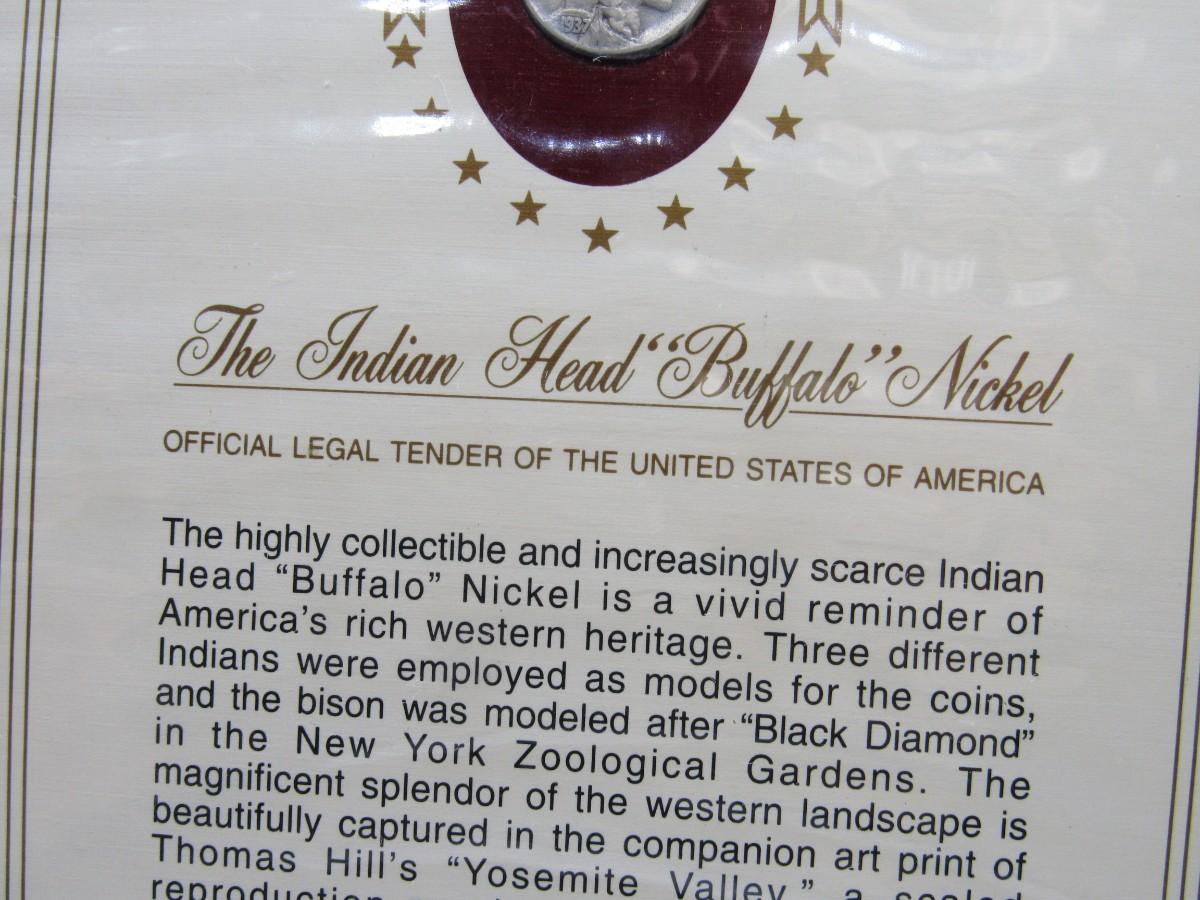 1937
The Indian Head “Buffalo” Nickel
OFFICIAL LEGAL TENDER OF THE UNITED STATES OF AMERICA
The highly collectible and increasingly scarce Indian
Head “Buffalo” Nickel is a vivid reminder of
America’s rich western heritage. Three different
Indians were employed as models for the coins,
and the bison was modeled after “Black Diamond”
in the New York Zoological Gardens. The
magnificent splendor of the western landscape is
beautifully captured in the companion art print of
Thomas Hill’s “Yosemite Valley,” a scaled
reproduction